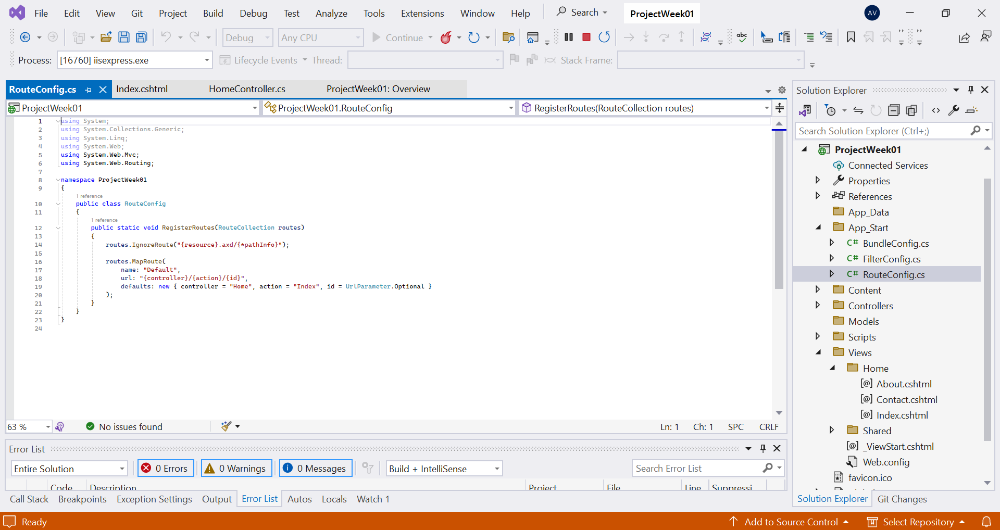 File Edit View Git Project Build Debug Test Analyze Tools Extensions Window Help Search ProjectWeek01 AV
Debug Any CPU Continue abc
Process: [16760] iisexpress.exe Lifecycle Events Thread: Stack Frame:
RouteConfig.cs Index.cshtml HomeController.cs ProjectWeek01: Overview
ProjectWeek01 ProjectWeek01.RouteConfig RegisterRoutes(RouteCollection routes)
1 using System;
2 using System.Collections.Generic;
3 using System.Linq;
4 using System.Web;
5 using System.Web.Mvc;
6 using System.Web.Routing;
7
8 namespace ProjectWeek01
9 {
1 reference
10 public class RouteConfig
11 {
1 reference
12 public static void RegisterRoutes(RouteCollection routes)
13 {
14 routes.IgnoreRoute("{resource}.axd/{*pathInfo}");
15
16 routes.MapRoute(
17 name: "Default",
18 url: "{controller}/{action}/{id}",
19 defaults: new { controller = "Home", action = "Index", id = UrlParameter.Optional }
20 );
21 }
22 }
23 }
24
63 % No issues found Ln: 1 Ch: 1 SPC CRLF
Error List
Entire Solution 0 Errors 0 Warnings 0 Messages Build + IntelliSense Search Error List
Code Description Project File Line Suppressi
Call Stack Breakpoints Exception Settings Output Error List Autos Locals Watch 1
Solution Explorer
Search Solution Explorer (Ctrl+;)
ProjectWeek01
Connected Services
Properties
References
App_Data
App_Start
C# BundleConfig.cs
C# FilterConfig.cs
C# RouteConfig.cs
Content
Controllers
Models
Scripts
Views
Home
[@] About.cshtml
[@] Contact.cshtml
[@] Index.cshtml
Shared
[@] _ViewStart.cshtml
Web.config
favicon.ico
Solution Explorer Git Changes
Ready Add to Source Control Select Repository